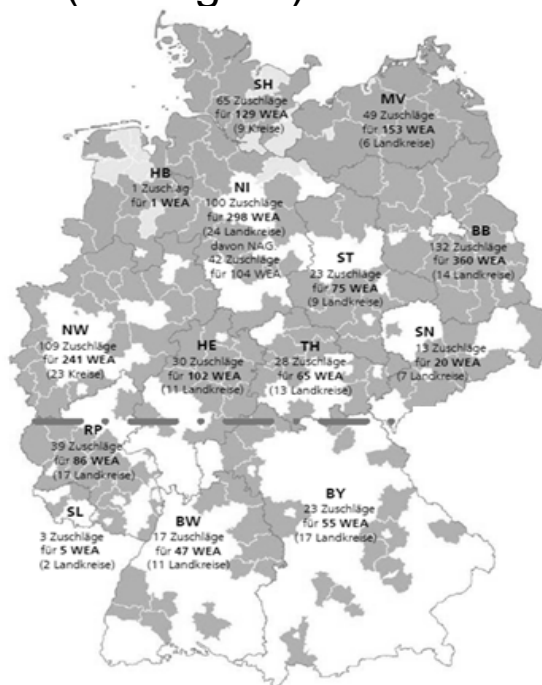 SH
65 Zuschläge
für 129 WEA
(9 Kreise)
MV
49 Zuschläge
für 153 WEA
(6 Landkreise)
HB
1 Zuschlag
für 1 WEA
NI
100 Zuschläge
für 298 WEA
(24 Landkreise)
davon NAG:
42 Zuschläge
für 104 WEA
BB
132 Zuschläge
für 360 WEA
(14 Landkreise)
ST
23 Zuschläge
für 75 WEA
(9 Landkreise)
NW
109 Zuschläge
für 241 WEA
(23 Kreise)
HE
30 Zuschläge
für 102 WEA
(11 Landkreise)
TH
28 Zuschläge
für 65 WEA
(13 Landkreise)
SN
13 Zuschläge
für 20 WEA
(7 Landkreise)
RP
39 Zuschläge
für 86 WEA
(17 Landkreise)
SL
3 Zuschläge
für 5 WEA
(2 Landkreise)
BW
17 Zuschläge
für 47 WEA
(11 Landkreise)
BY
23 Zuschläge
für 55 WEA
(17 Landkreise)